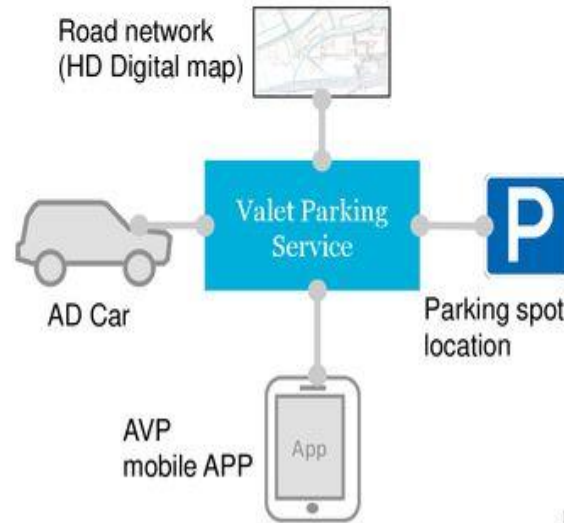 Road network
(HD Digital map)
Valet Parking
Service
P
AD Car
Parking spot
location
AVP
mobile APP
App